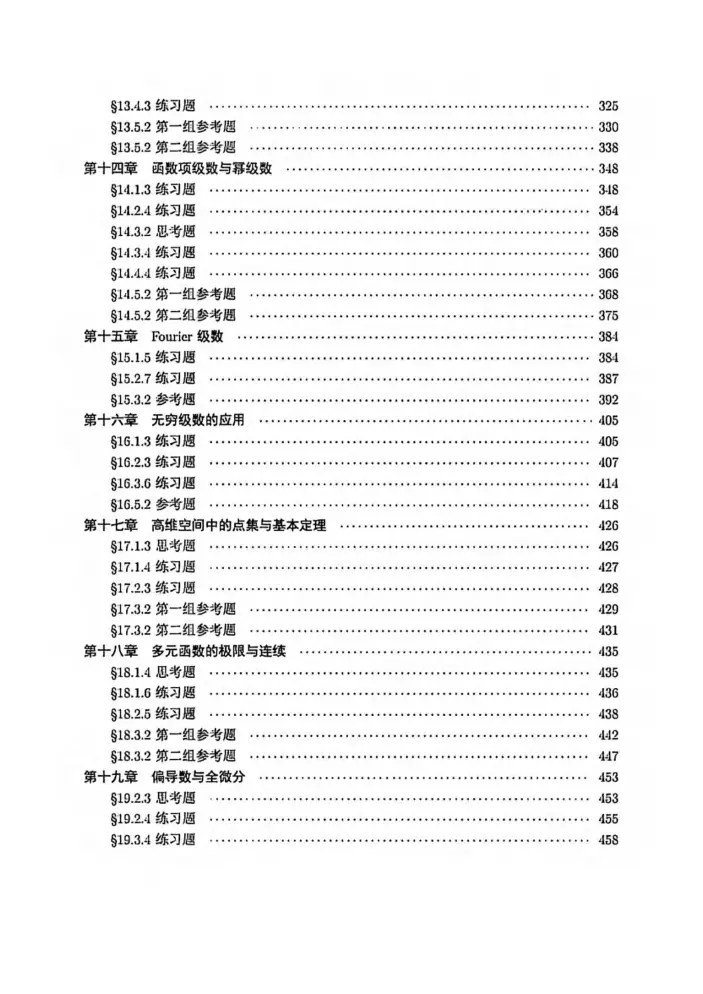 §13.4.3 练习题 ………… 325
§13.5.2 第一组参考题 ………… 330
§13.5.2 第二组参考题 ………… 338
第十四章 函数项级数与幂级数 ………… 348
§14.1.3 练习题 ………… 348
§14.2.4 练习题 ………… 354
§14.3.2 思考题 ………… 358
§14.3.4 练习题 ………… 360
§14.4.4 练习题 ………… 366
§14.5.2 第一组参考题 ………… 368
§14.5.2 第二组参考题 ………… 375
第十五章 Fourier 级数 ………… 384
§15.1.5 练习题 ………… 384
§15.2.7 练习题 ………… 387
§15.3.2 参考题 ………… 392
第十六章 无穷级数的应用 ………… 405
§16.1.3 练习题 ………… 405
§16.2.3 练习题 ………… 407
§16.3.6 练习题 ………… 414
§16.5.2 参考题 ………… 418
第十七章 高维空间中的点集与基本定理 ………… 426
§17.1.3 思考题 ………… 426
§17.1.4 练习题 ………… 427
§17.2.3 练习题 ………… 428
§17.3.2 第一组参考题 ………… 429
§17.3.2 第二组参考题 ………… 431
第十八章 多元函数的极限与连续 ………… 435
§18.1.4 思考题 ………… 435
§18.1.6 练习题 ………… 436
§18.2.5 练习题 ………… 438
§18.3.2 第一组参考题 ………… 442
§18.3.2 第二组参考题 ………… 447
第十九章 偏导数与全微分 ………… 453
§19.2.3 思考题 ………… 453
§19.2.4 练习题 ………… 455
§19.3.4 练习题 ………… 458